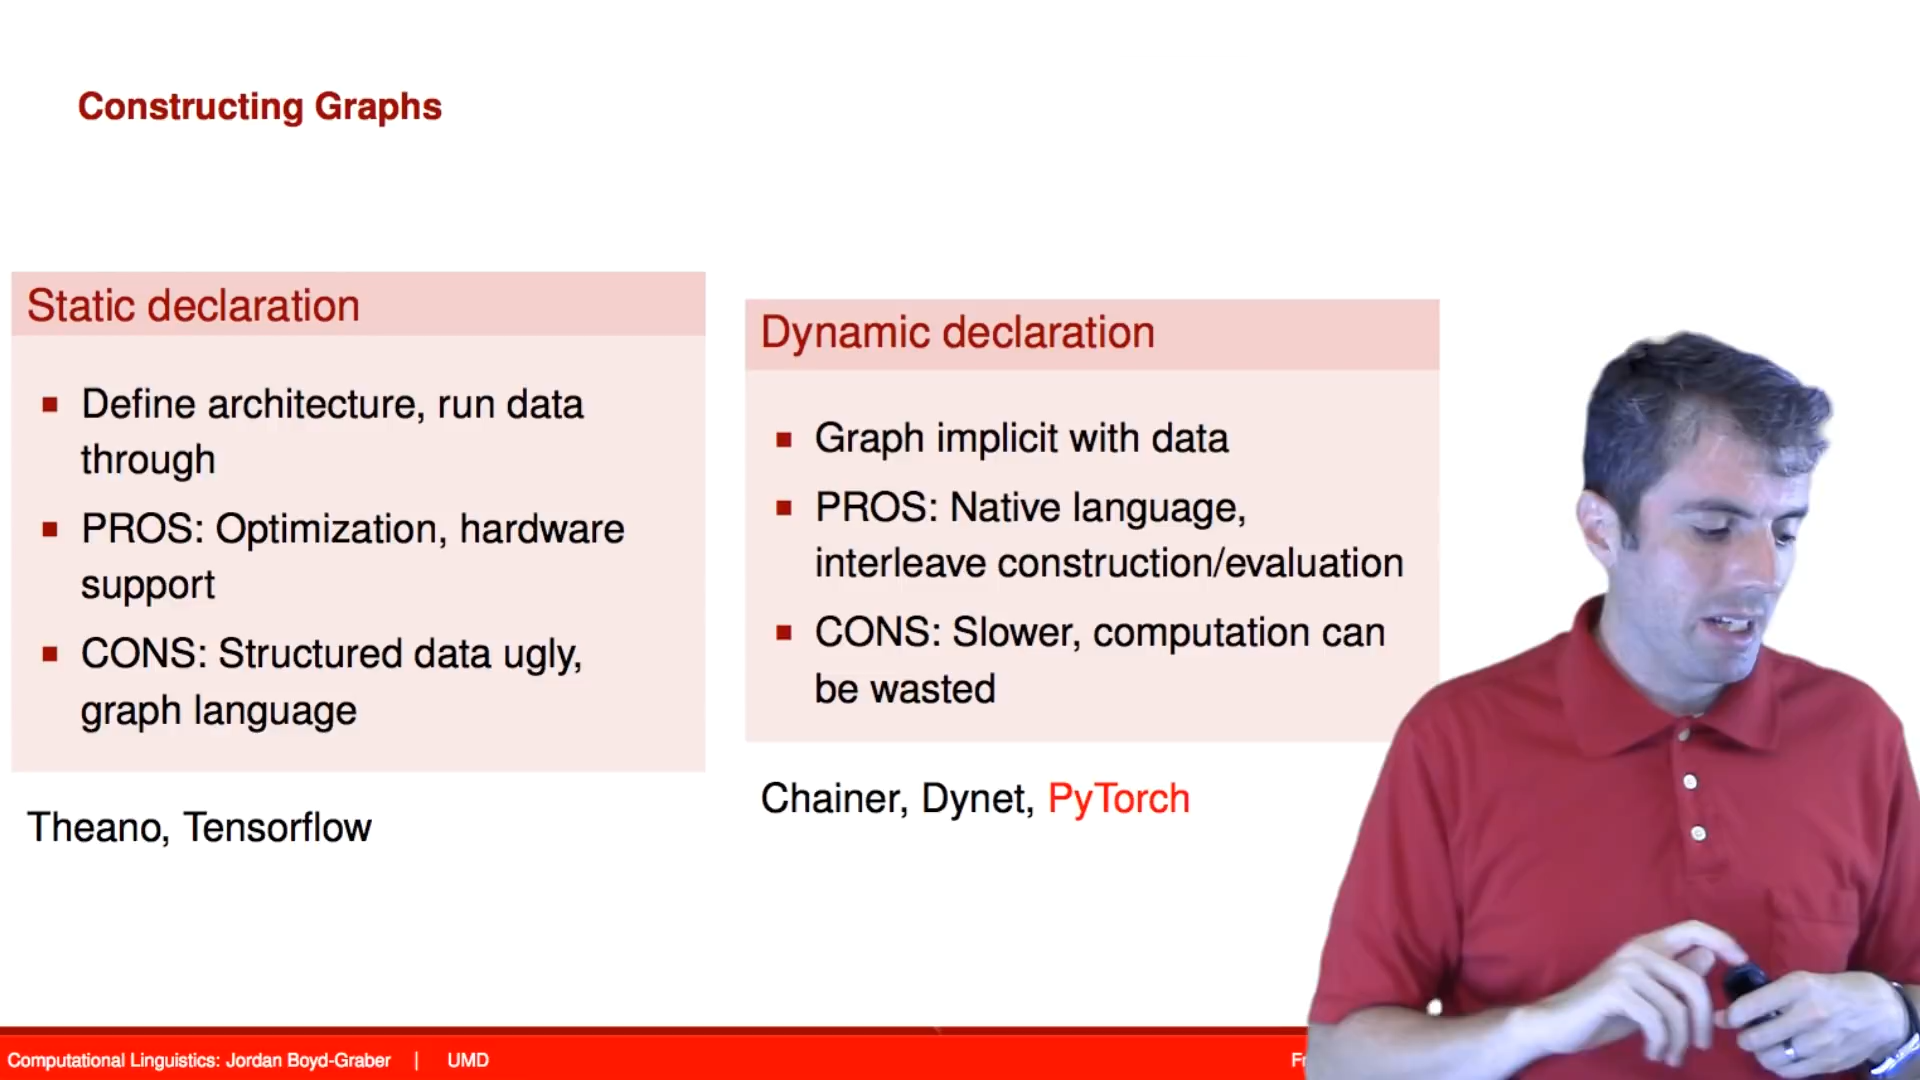 Constructing Graphs
Static declaration
Define architecture, run data
through
PROS: Optimization, hardware
support
CONS: Structured data ugly,
graph language
Theano, Tensorflow
Dynamic declaration
Graph implicit with data
PROS: Native language,
interleave construction/evaluation
CONS: Slower, computation can
be wasted
Chainer, Dynet, PyTorch
Computational Linguistics: Jordan Boyd-Graber | UMD